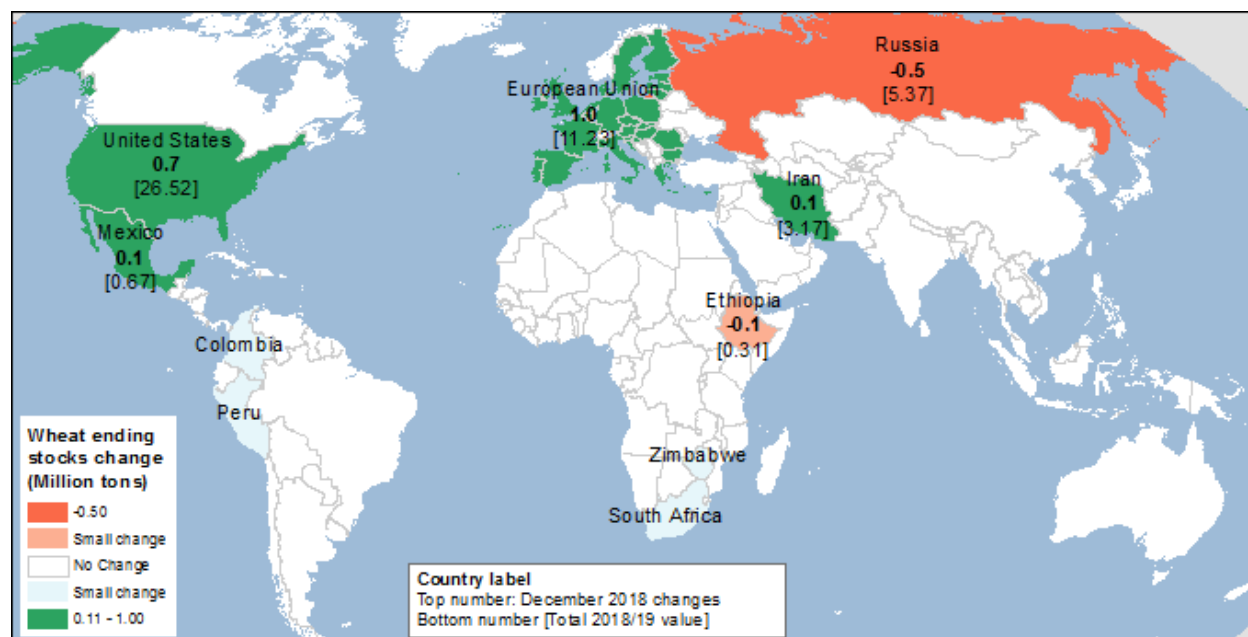 Russia
-0.5
[5.37]
European Union
1.0
[11.23]
United States
0.7
[26.52]
Iran
0.1
[3.17]
Mexico
0.1
[0.67]
Ethiopia
-0.1
[0.31]
Colombia
Peru
Zimbabwe
South Africa
Wheat ending
stocks change
(Million tons)
-0.50
Small change
No Change
Small change
0.11 - 1.00
Country label
Top number: December 2018 changes
Bottom number [Total 2018/19 value]